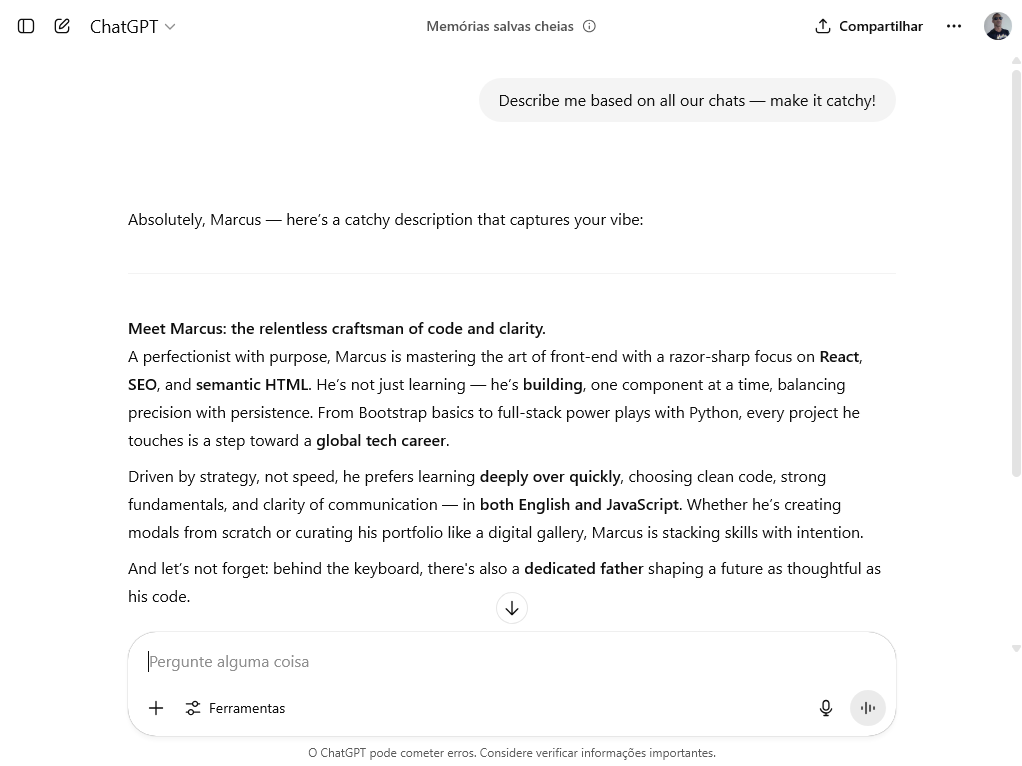 ChatGPT
Memórias salvas cheias
Compartilhar
Describe me based on all our chats — make it catchy!
Absolutely, Marcus — here’s a catchy description that captures your vibe:
Meet Marcus: the relentless craftsman of code and clarity.
A perfectionist with purpose, Marcus is mastering the art of front-end with a razor-sharp focus on React,
SEO, and semantic HTML. He’s not just learning — he’s building, one component at a time, balancing
precision with persistence. From Bootstrap basics to full-stack power plays with Python, every project he
touches is a step toward a global tech career.
Driven by strategy, not speed, he prefers learning deeply over quickly, choosing clean code, strong
fundamentals, and clarity of communication — in both English and JavaScript. Whether he’s creating
modals from scratch or curating his portfolio like a digital gallery, Marcus is stacking skills with intention.
And let’s not forget: behind the keyboard, there's also a dedicated father shaping a future as thoughtful as
his code.
Pergunte alguma coisa
Ferramentas
O ChatGPT pode cometer erros. Considere verificar informações importantes.